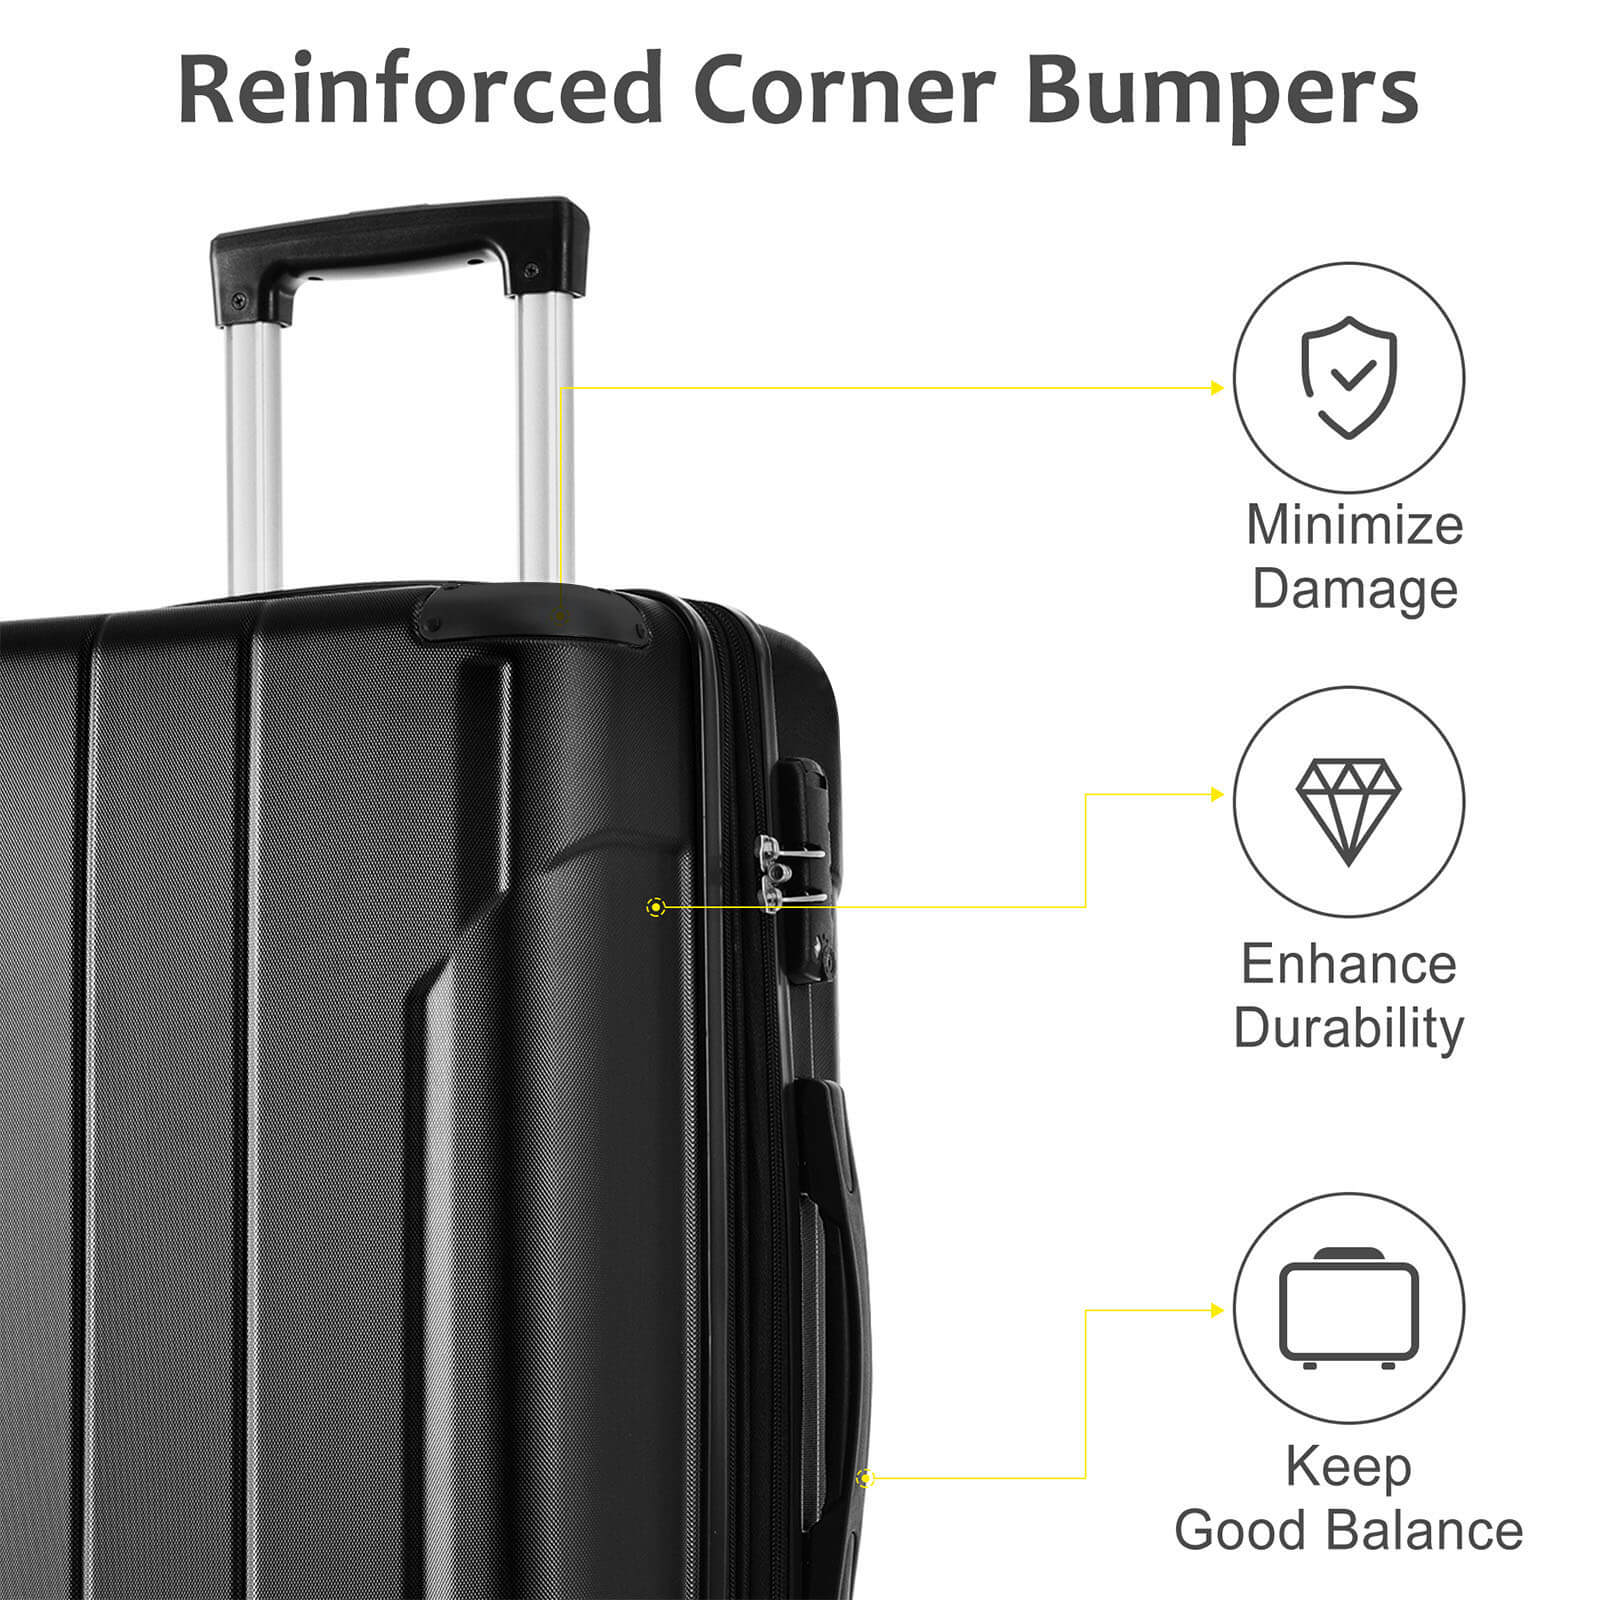 Reinforced Corner Bumpers
Minimize
Damage
Enhance
Durability
Keep
Good Balance